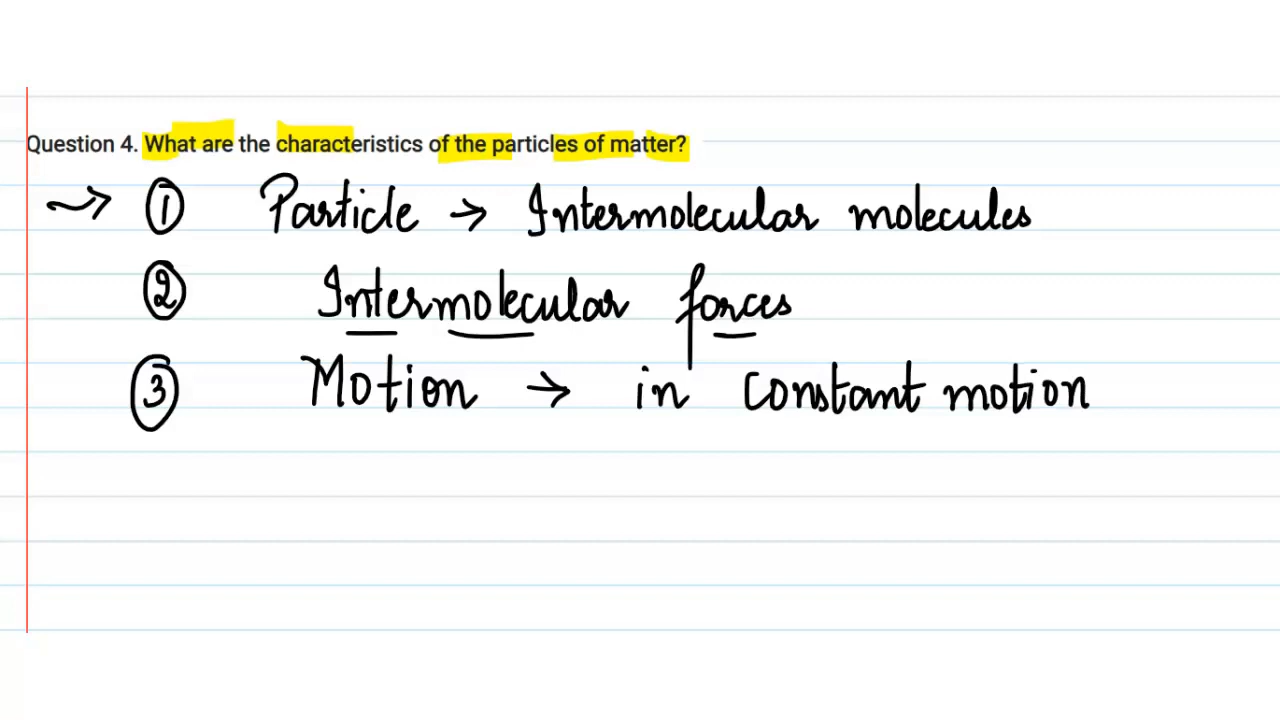 Question 4. What are the characteristics of the particles of matter?
→ ① Particle → Intermolecular molecules
② Intermolecular forces
③ Motion → in constant motion